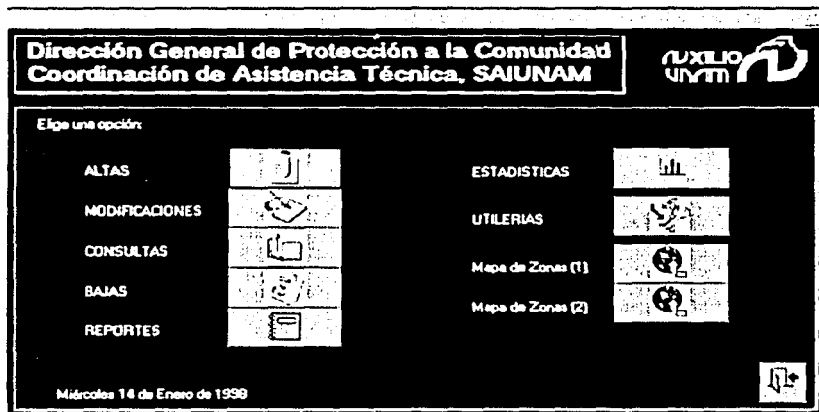 Dirección General de Protección a la Comunidad
Coordinación de Asistencia Técnica, SAIUNAM
AUXILIO
UNAM
Elige una opción:
ALTAS
MODIFICACIONES
CONSULTAS
BAJAS
REPORTES
ESTADISTICAS
UTILERIAS
Mapa de Zonas (1)
Mapa de Zonas (2)
Miércoles 14 de Enero de 1998